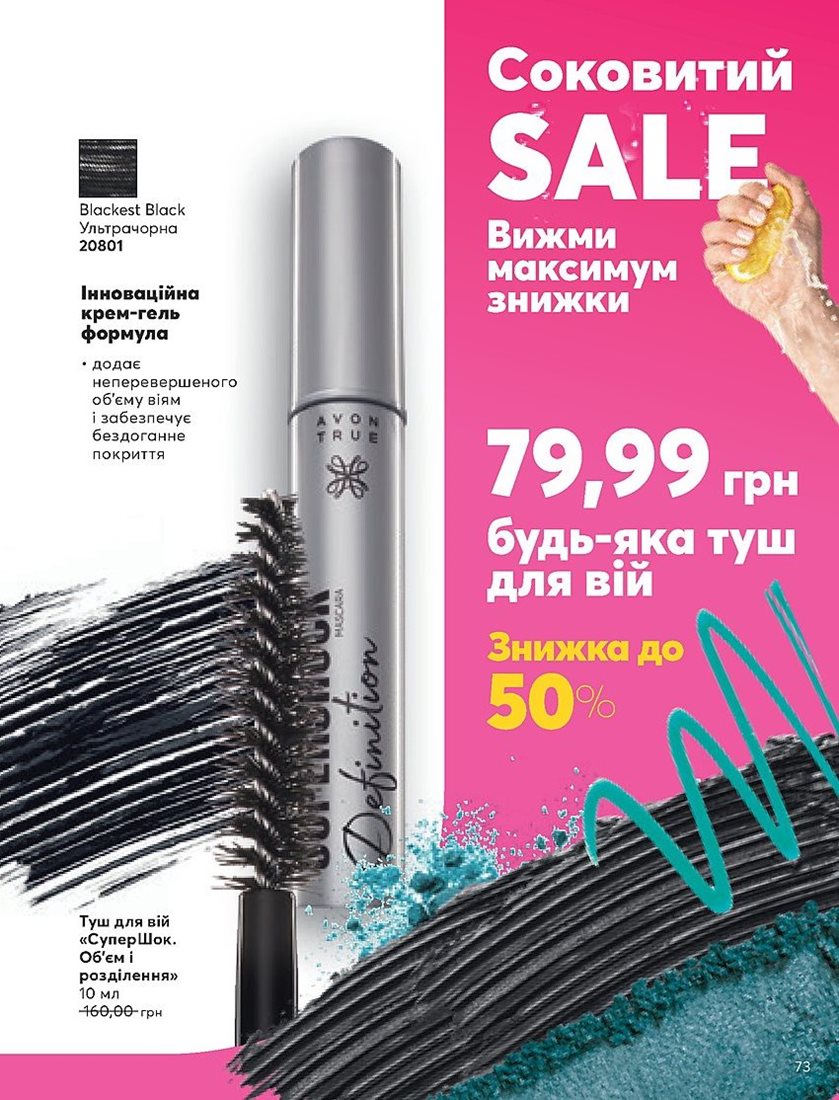 Blackest Black
Ультрачорна
20801
Інноваційна
крем-гель
формула
• додає
неперевершеного
об'єму віям
і забезпечує
бездоганне
покриття
AVON
TRUE
SUPERSHOCK
MASCARA
Definition
Туш для вій
«СуперШок.
Об'єм і
розділення»
10 мл
160,00 грн
Соковитий
SALE
Вижми
максимум
знижки
79,99 грн
будь-яка туш
для вій
Знижка до
50%
73